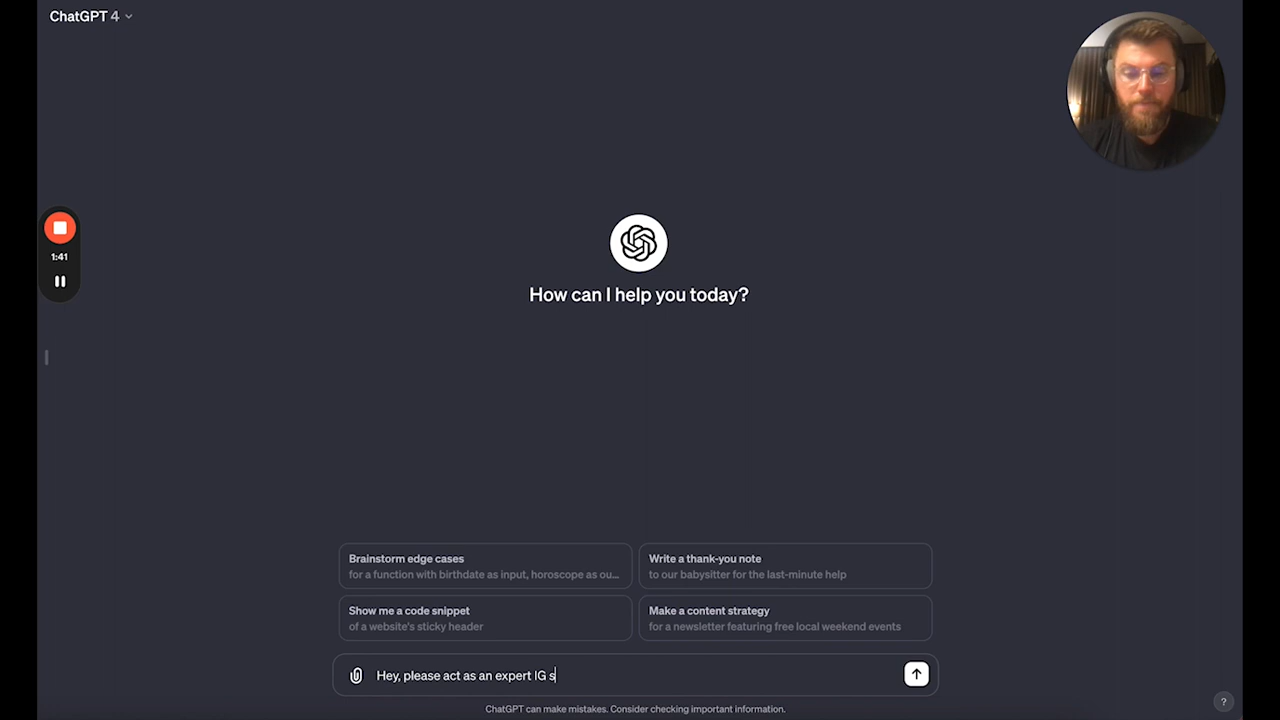 ChatGPT 4
1:41
How can I help you today?
Brainstorm edge cases
for a function with birthdate as input, horoscope as ou...
Write a thank-you note
to our babysitter for the last-minute help
Show me a code snippet
of a website's sticky header
Make a content strategy
for a newsletter featuring free local weekend events
Hey, please act as an expert IG s
ChatGPT can make mistakes. Consider checking important information.
?